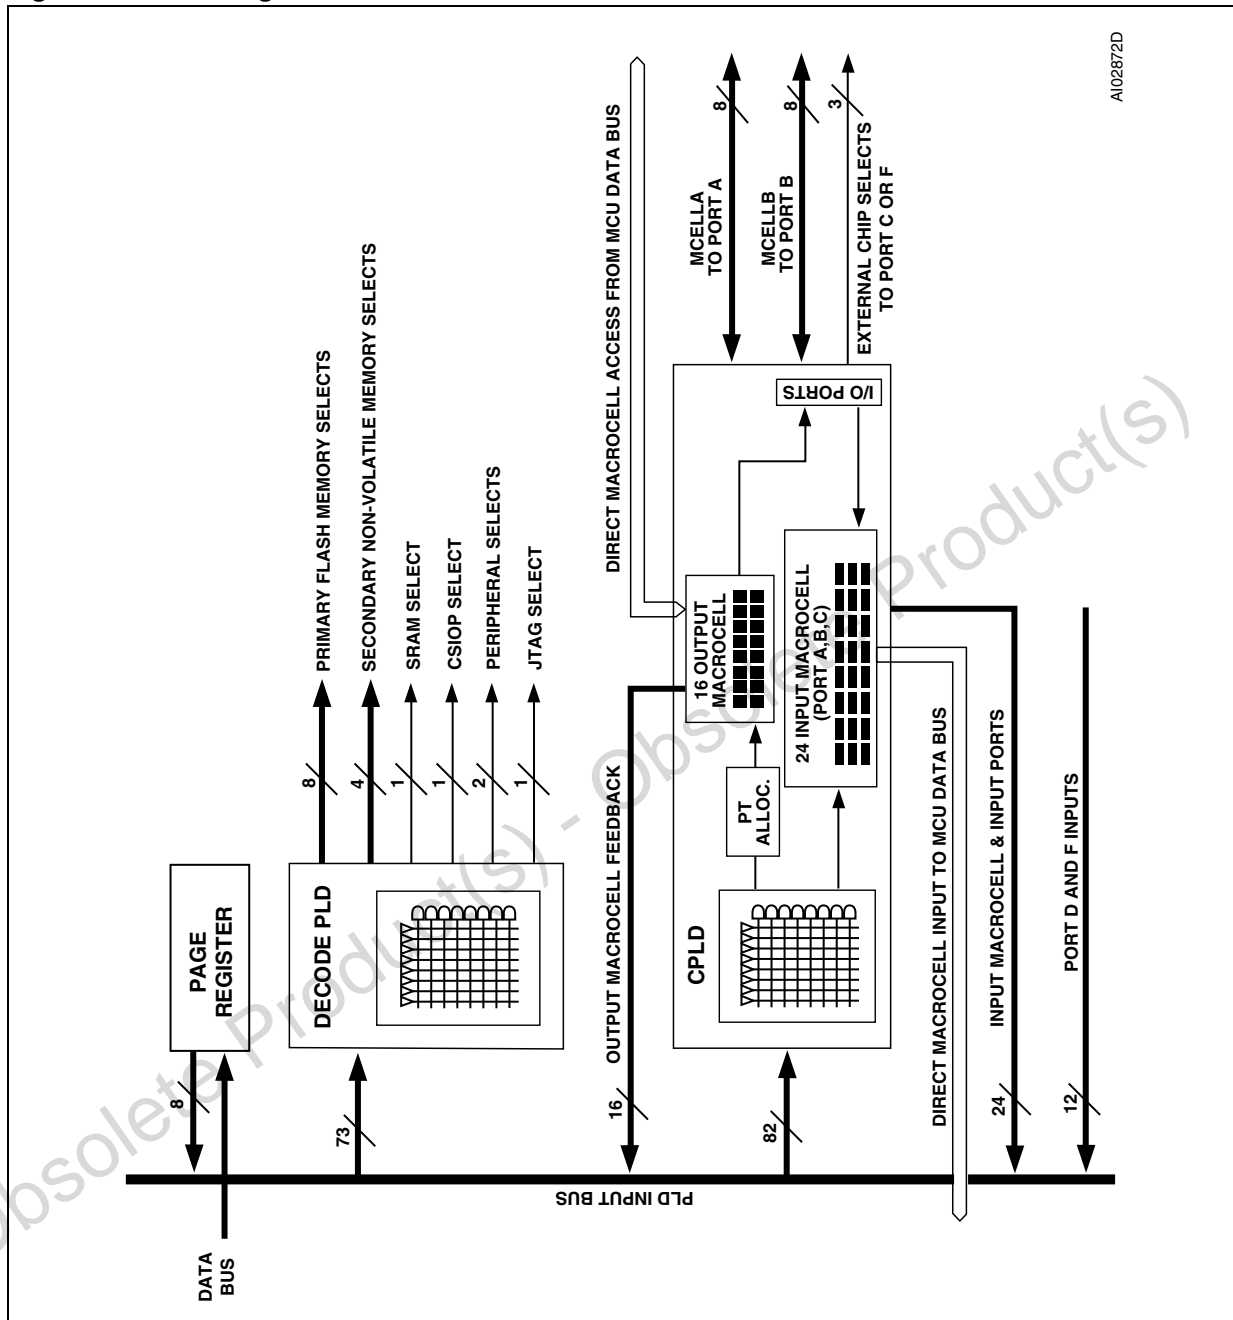 AI02872D
DATA
BUS
8
PAGE
REGISTER
73
DECODE PLD
8
PRIMARY FLASH MEMORY SELECTS
4
SECONDARY NON-VOLATILE MEMORY SELECTS
1
SRAM SELECT
1
CSIOP SELECT
2
PERIPHERAL SELECTS
1
JTAG SELECT
PLD INPUT BUS
16
OUTPUT MACROCELL FEEDBACK
DIRECT MACROCELL ACCESS FROM MCU DATA BUS
82
CPLD
PT
ALLOC.
16 OUTPUT
MACROCELL
24 INPUT MACROCELL
(PORT A,B,C)
I/O PORTS
MCELLA
TO PORT A
8
MCELLB
TO PORT B
8
EXTERNAL CHIP SELECTS
TO PORT C OR F
3
DIRECT MACROCELL INPUT TO MCU DATA BUS
24
INPUT MACROCELL & INPUT PORTS
12
PORT D AND F INPUTS
Obsolete Product(s) - Obsolete Product(s)